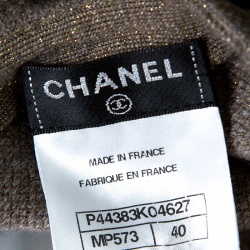 CHANEL
MADE IN FRANCE
FABRIQUE EN FRANCE
P44383K04627
MP573 40